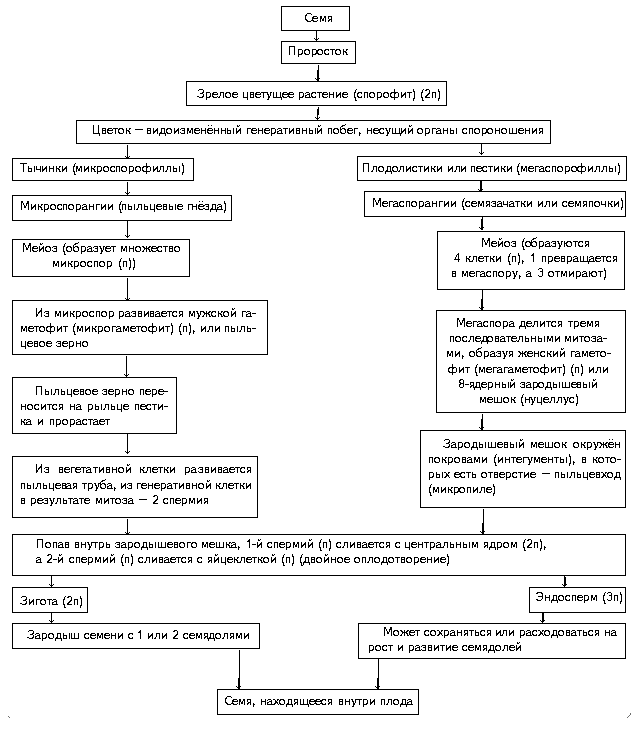 Семя
Проросток
Зрелое цветущее растение (спорофит) (2п)
Цветок — видоизменённый генеративный побег, несущий органы спороношения
Тычинки (микроспорофиллы)
Плодолистики или пестики (мегаспорофиллы)
Микроспорангии (пыльцевые гнёзда)
Мегаспорангии (семязачатки или семяпочки)
Мейоз (образует множество
микроспор (п))
Мейоз (образуются
4 клетки (п), 1 превращается
в мегаспору, а 3 отмирают)
Из микроспор развивается мужской га-
метофит (микрогаметофит) (п), или пыль-
цевое зерно
Мегаспора делится тремя
последовательными митоза-
ми, образуя женский гамето-
фит (мегагаметофит) (п) или
8-ядерный зародышевый
мешок (нуцеллус)
Пыльцевое зерно пере-
носится на рыльце пести-
ка и прорастает
Зародышевый мешок окружён
покровами (интегументы), в кото-
рых есть отверстие — пыльцевход
(микропиле)
Из вегетативной клетки развивается
пыльцевая труба, из генеративной клетки
в результате митоза — 2 спермия
Попав внутрь зародышевого мешка, 1-й спермий (п) сливается с центральным ядром (2п),
а 2-й спермий (п) сливается с яйцеклеткой (п) (двойное оплодотворение)
Зигота (2п)
Эндосперм (3п)
Зародыш семени с 1 или 2 семядолями
Может сохраняться или расходоваться на
рост и развитие семядолей
Семя, находящееся внутри плода